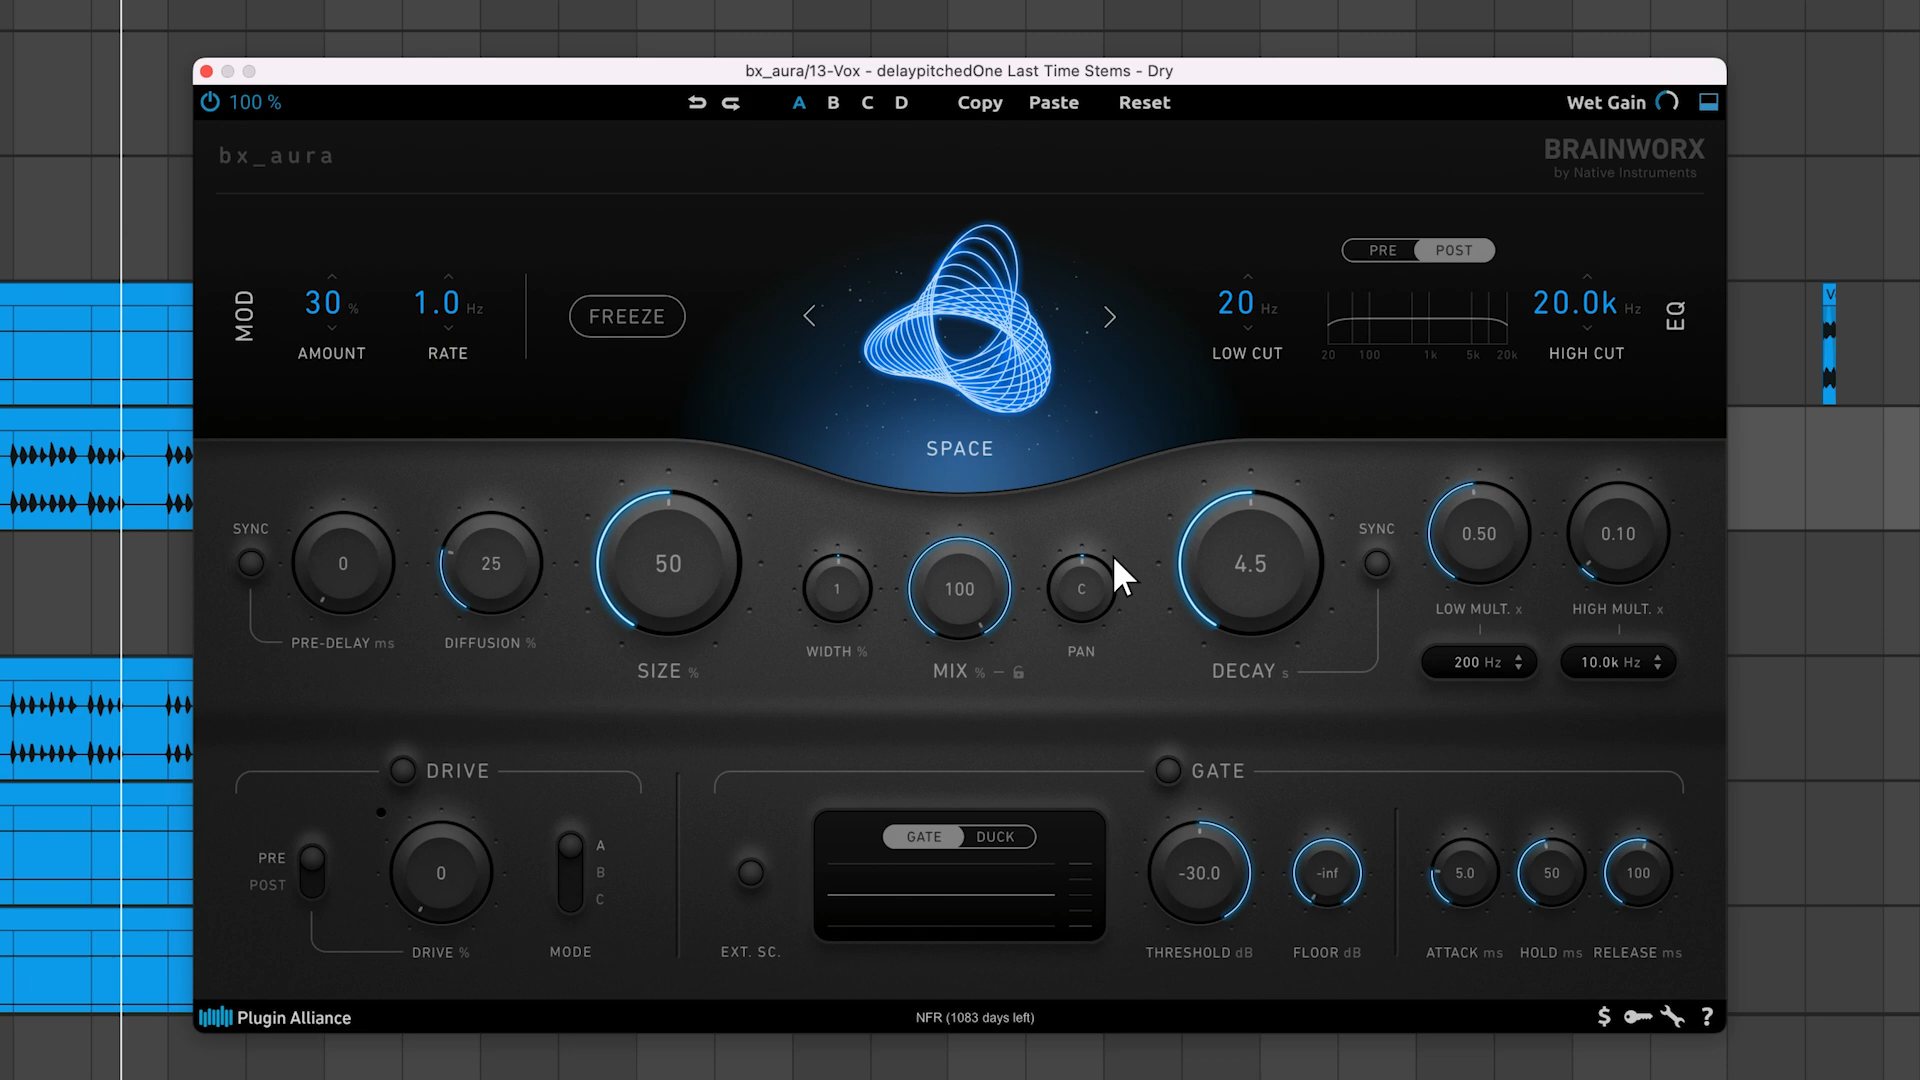 bx_aura/13-Vox - delaypitchedOne Last Time Stems - Dry
100 %
A B C D Copy Paste Reset
Wet Gain
bx_aura
BRAINWORX
by Native Instruments
PRE POST
MOD
30 %
AMOUNT
1.0 Hz
RATE
FREEZE
SPACE
20 Hz
LOW CUT
20 100 1k 5k 20k
20.0k Hz
HIGH CUT
EQ
V
SYNC
0
PRE-DELAY ms
25
DIFFUSION %
50
SIZE %
1
WIDTH %
100
MIX %
C
PAN
4.5
DECAY s
SYNC
0.50
LOW MULT. x
200 Hz
0.10
HIGH MULT. x
10.0k Hz
DRIVE
PRE
POST
0
DRIVE %
A
B
C
MODE
GATE
EXT. SC.
GATE DUCK
-30.0
THRESHOLD dB
-inf
FLOOR dB
5.0
ATTACK ms
50
HOLD ms
100
RELEASE ms
Plugin Alliance
NFR (1083 days left)
$ ?